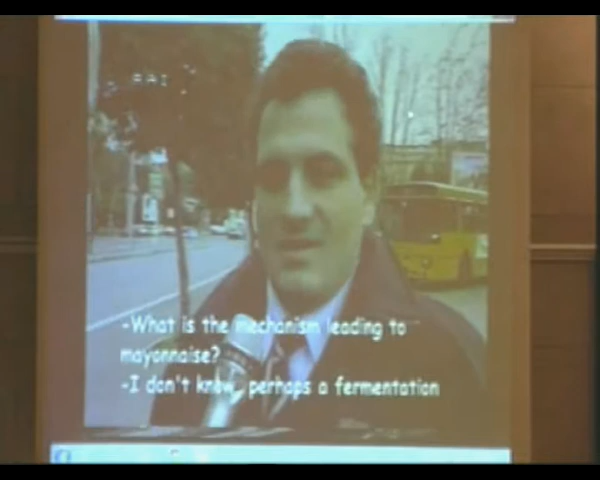 -What is the mechanism leading to
mayonnaise?
-I don't know, perhaps a fermentation